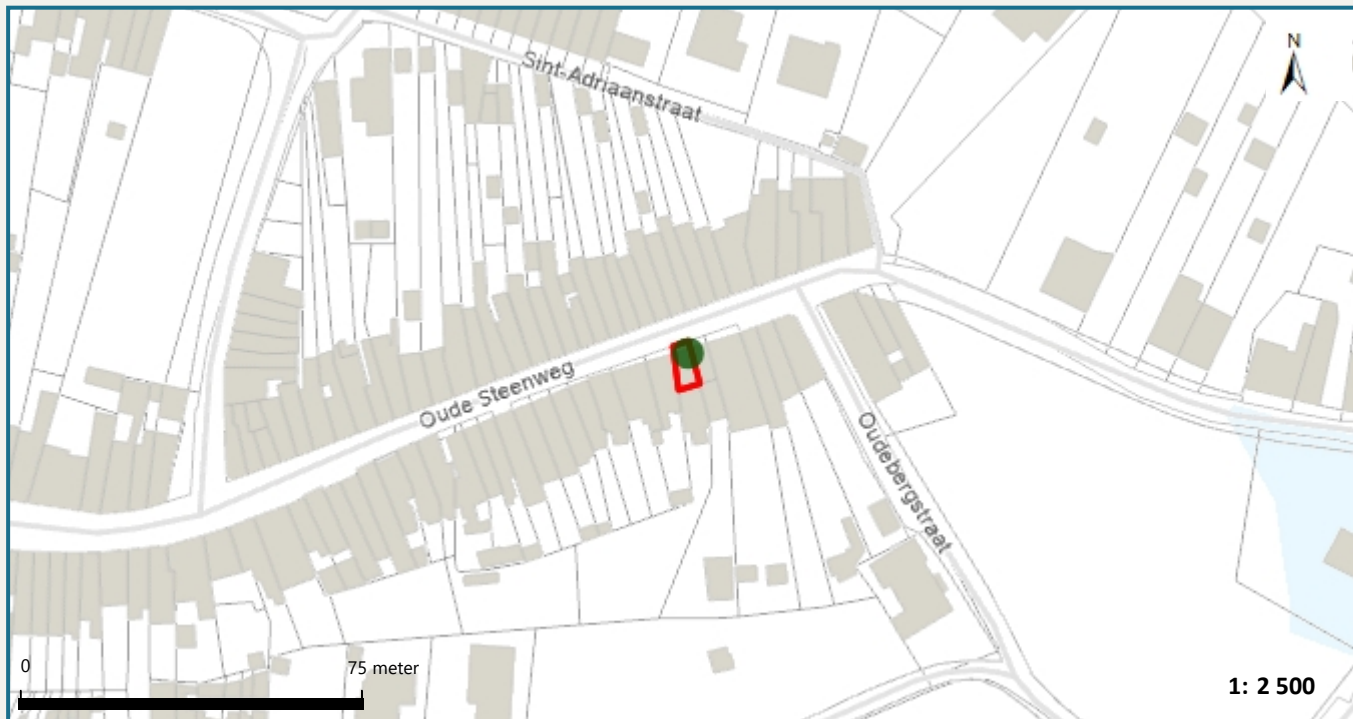 N
Sint-Adriaanstraat
Oude Steenweg
Oudebergstraat
0
75 meter
1: 2 500